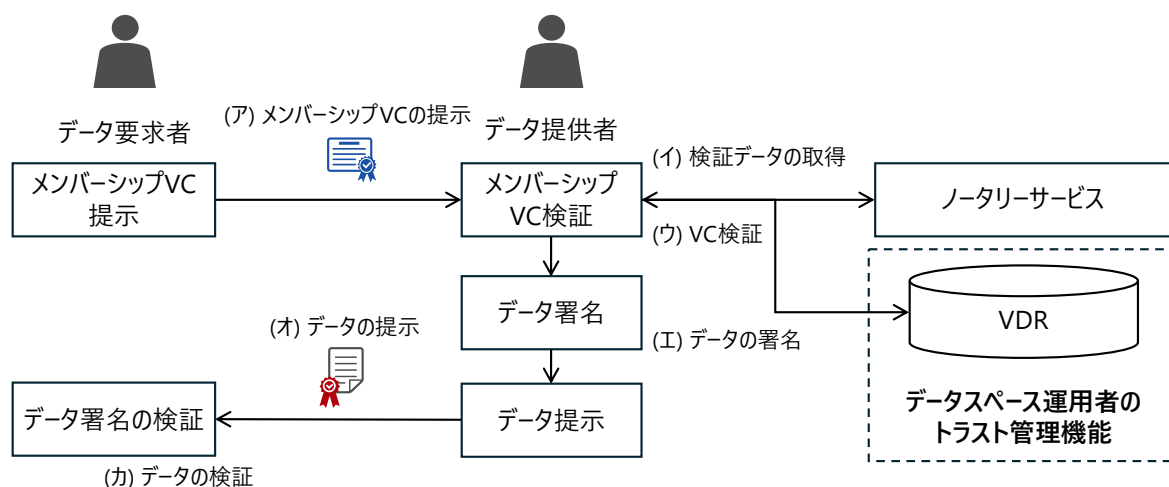 データ要求者
(ア) メンバーシップVCの提示
データ提供者
メンバーシップVC
提示
メンバーシップ
VC検証
(イ) 検証データの取得
(ウ) VC検証
ノータリーサービス
データ署名
(エ) データの署名
VDR
データスペース運用者の
トラスト管理機能
(オ) データの提示
データ署名の検証
データ提示
(カ) データの検証